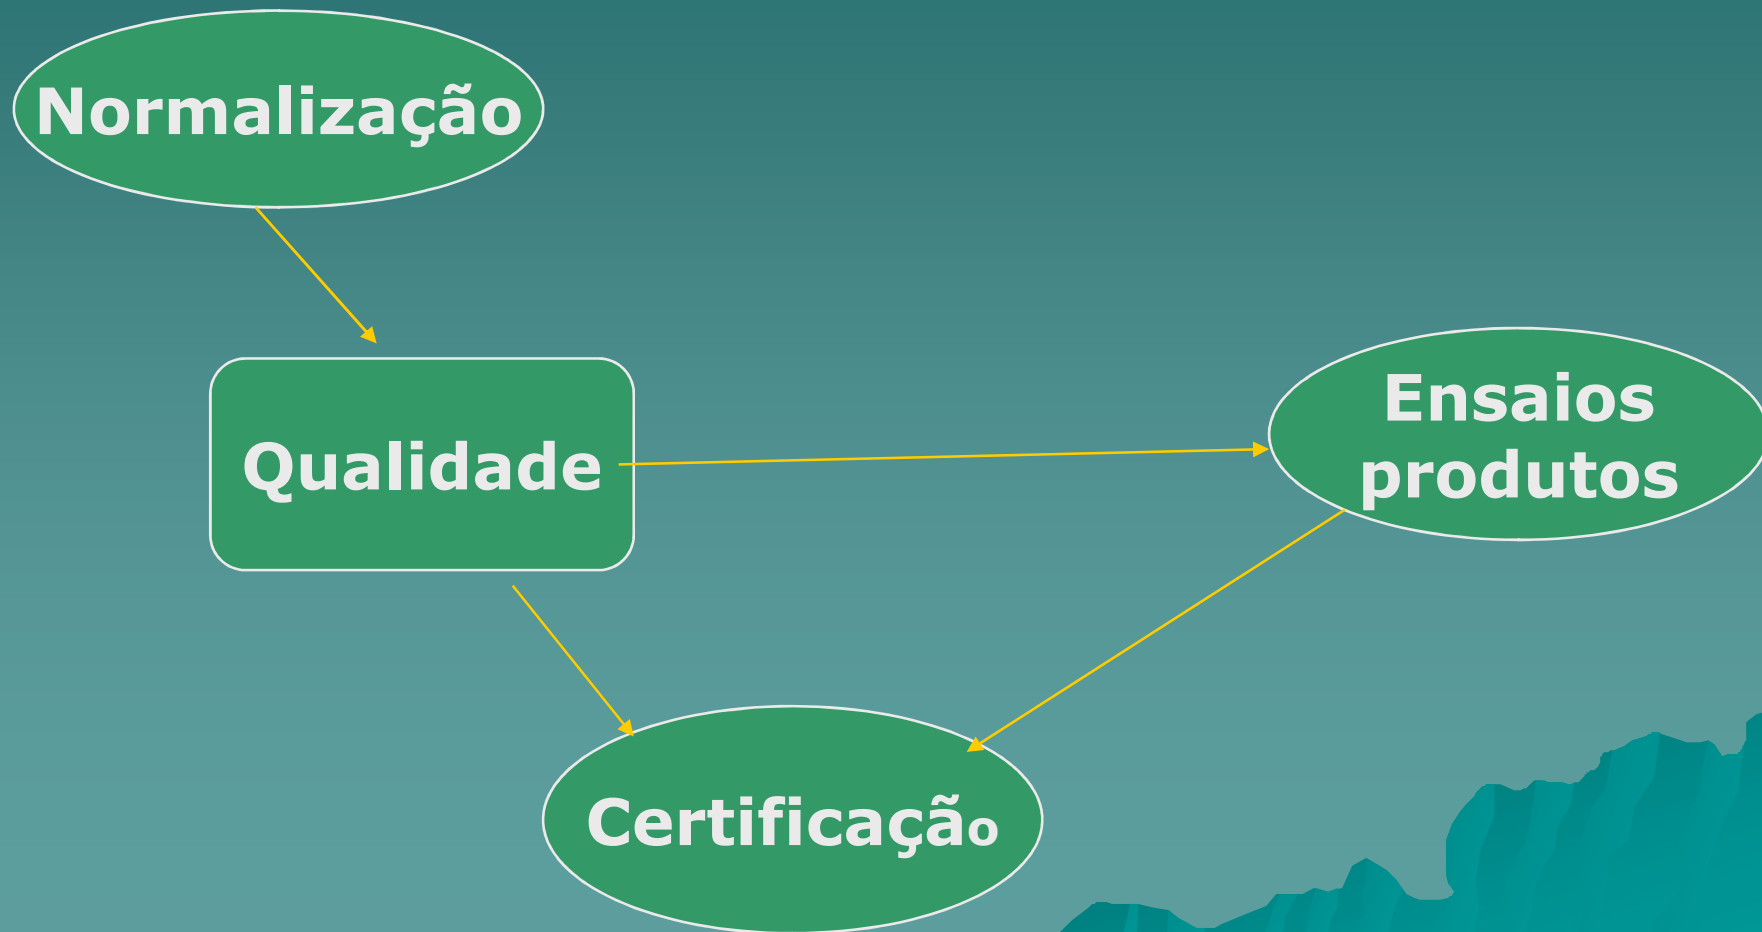 Normalização
Ensaios
produtos
Qualidade
Certificação